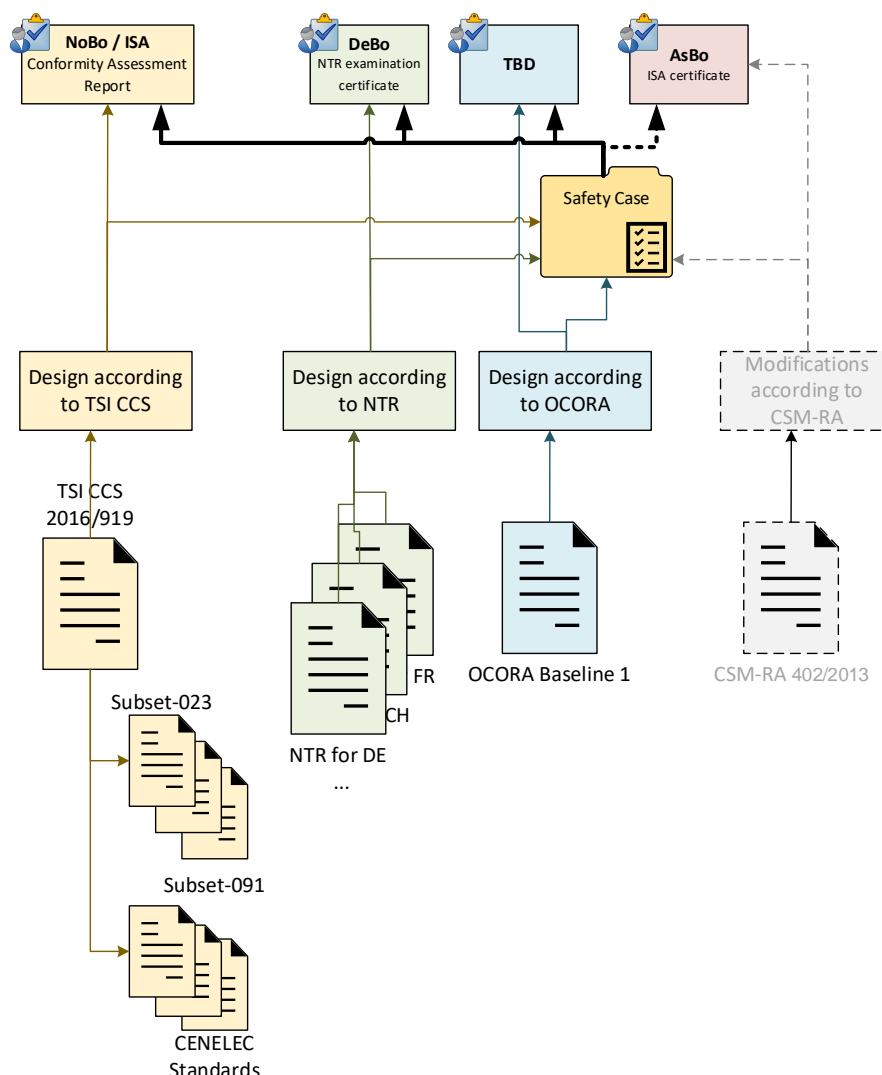 NoBo / ISA
Conformity Assessment
Report
DeBo
NTR examination
certificate
TBD
AsBo
ISA certificate
Safety Case
Design according
to TSI CCS
Design according
to NTR
Design according
to OCORA
Modifications
according to
CSM-RA
TSI CCS
2016/919
FR
CH
NTR for DE
...
OCORA Baseline 1
CSM-RA 402/2013
Subset-023
Subset-091
CENELEC
Standards